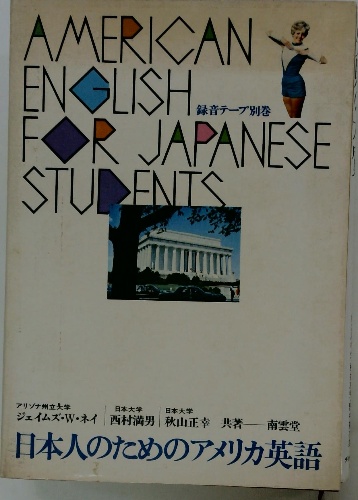 AMERICAN
ENGLISH
録音テープ別巻
FOR JAPANESE
STUDENTS
アリゾナ州立大学
ジェイムズ・W・ネイ
日本大学
西村満男
日本大学
秋山正幸
共著──南雲堂
日本人のためのアメリカ英語